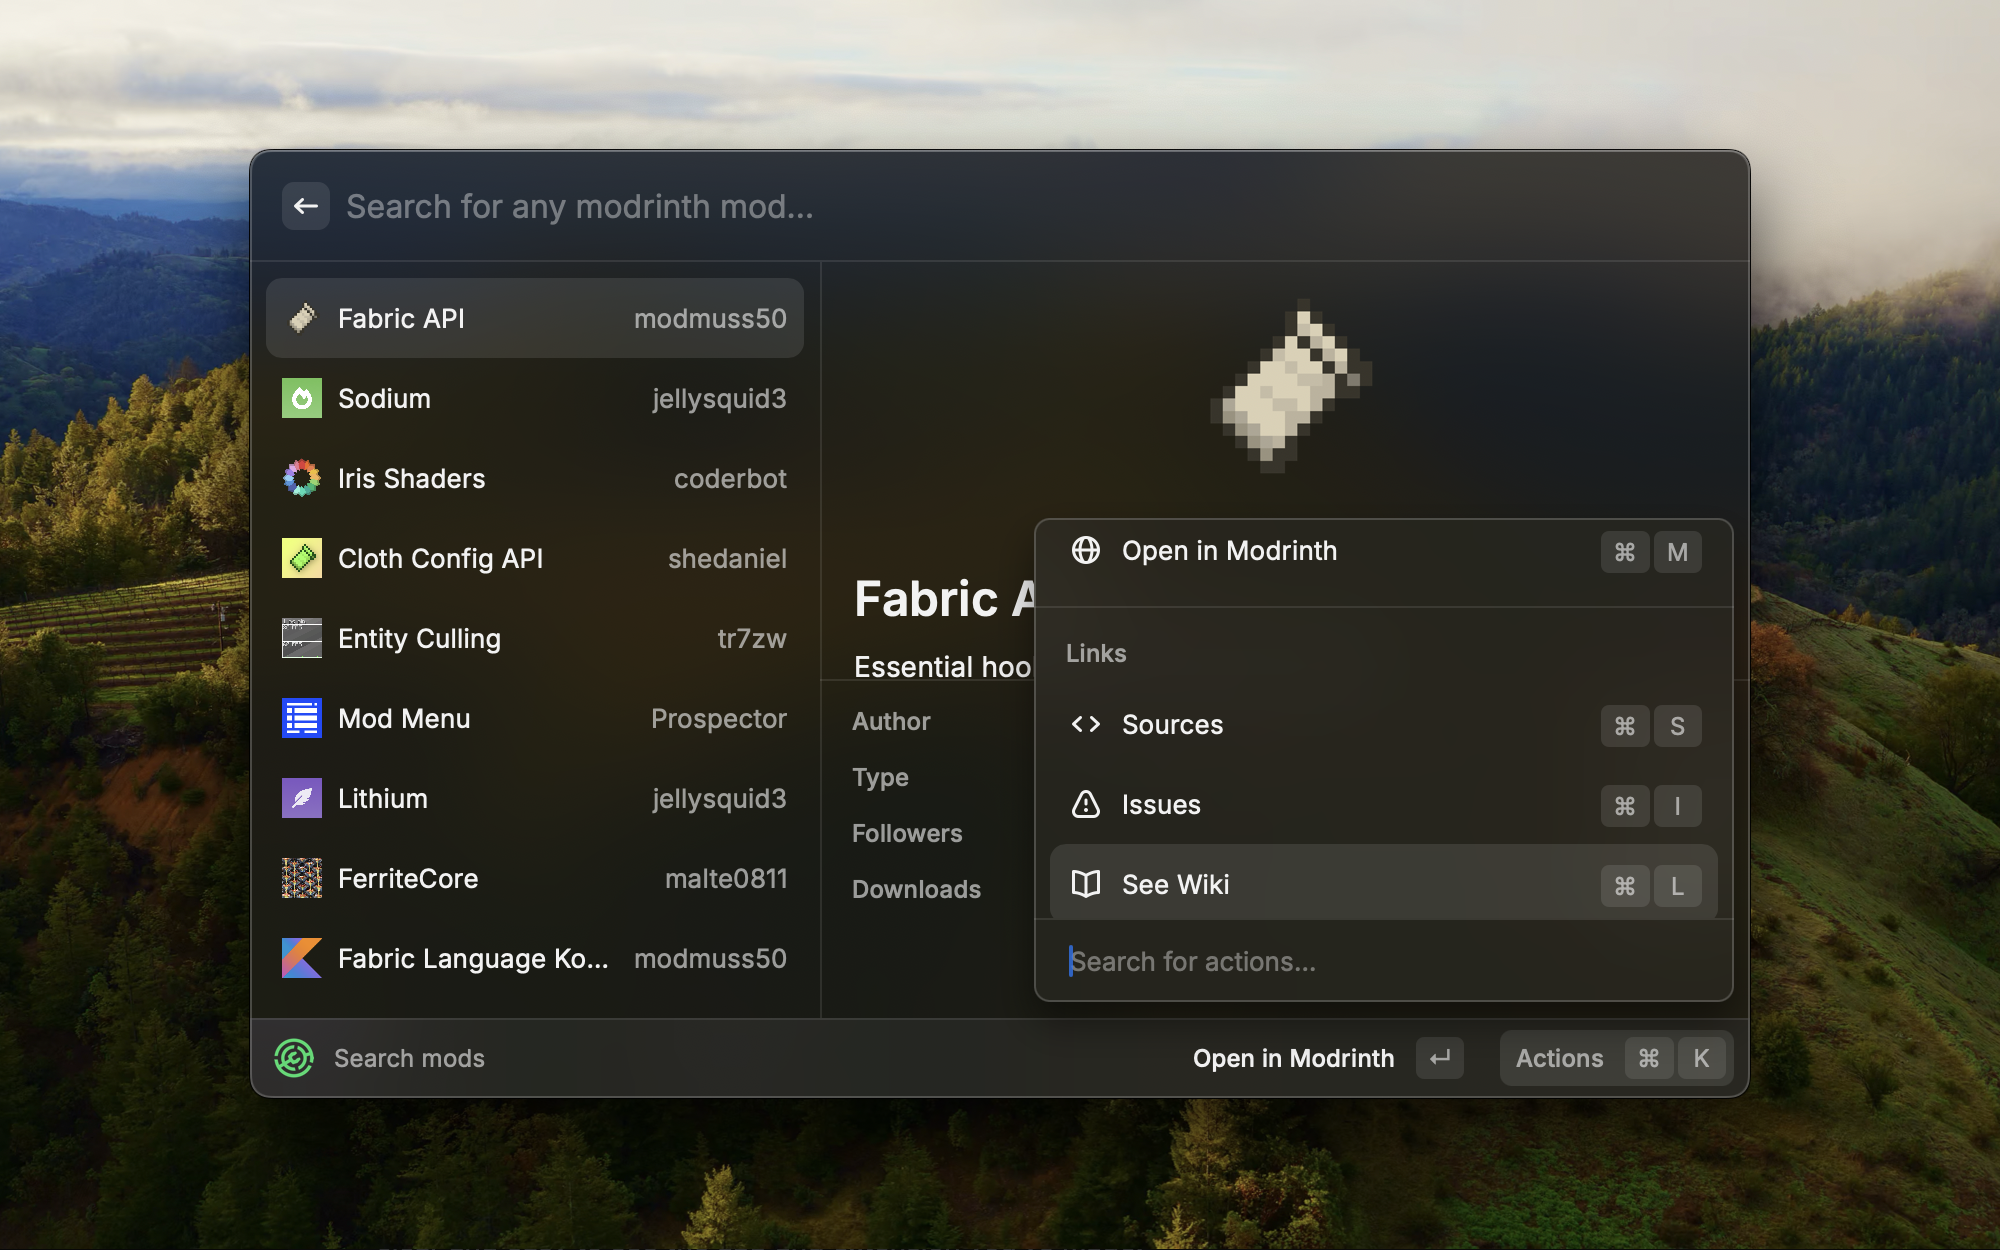 Search for any modrinth mod...
Fabric API modmuss50
Sodium jellysquid3
Iris Shaders coderbot
Cloth Config API shedaniel
Entity Culling tr7zw
Mod Menu Prospector
Lithium jellysquid3
FerriteCore malte0811
Fabric Language Ko... modmuss50
Fabric A
Essential hoo
Author
Type
Followers
Downloads
Open in Modrinth ⌘ M
Links
Sources ⌘ S
Issues ⌘ I
See Wiki ⌘ L
Search for actions...
Search mods
Open in Modrinth ↵ Actions ⌘ K